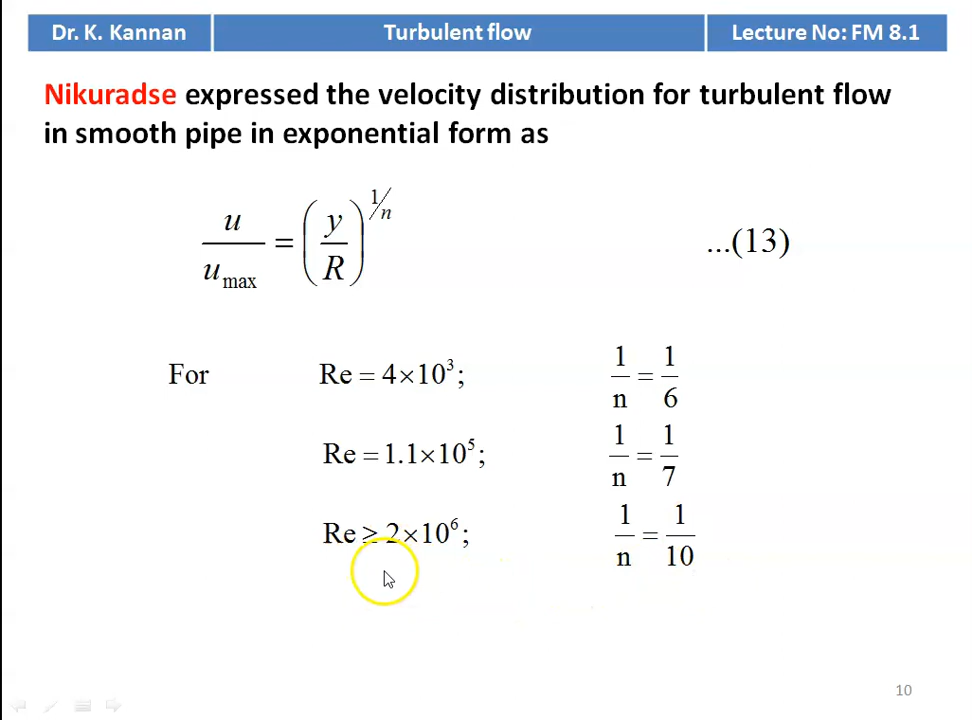 Dr. K. Kannan
Turbulent flow
Lecture No: FM 8.1
Nikuradse expressed the velocity distribution for turbulent flow
in smooth pipe in exponential form as
u/u_max = (y/R)^(1/n) ...(13)
For Re = 4×10³; 1/n = 1/6
Re = 1.1×10⁵; 1/n = 1/7
Re ≥ 2×10⁶; 1/n = 1/10
10